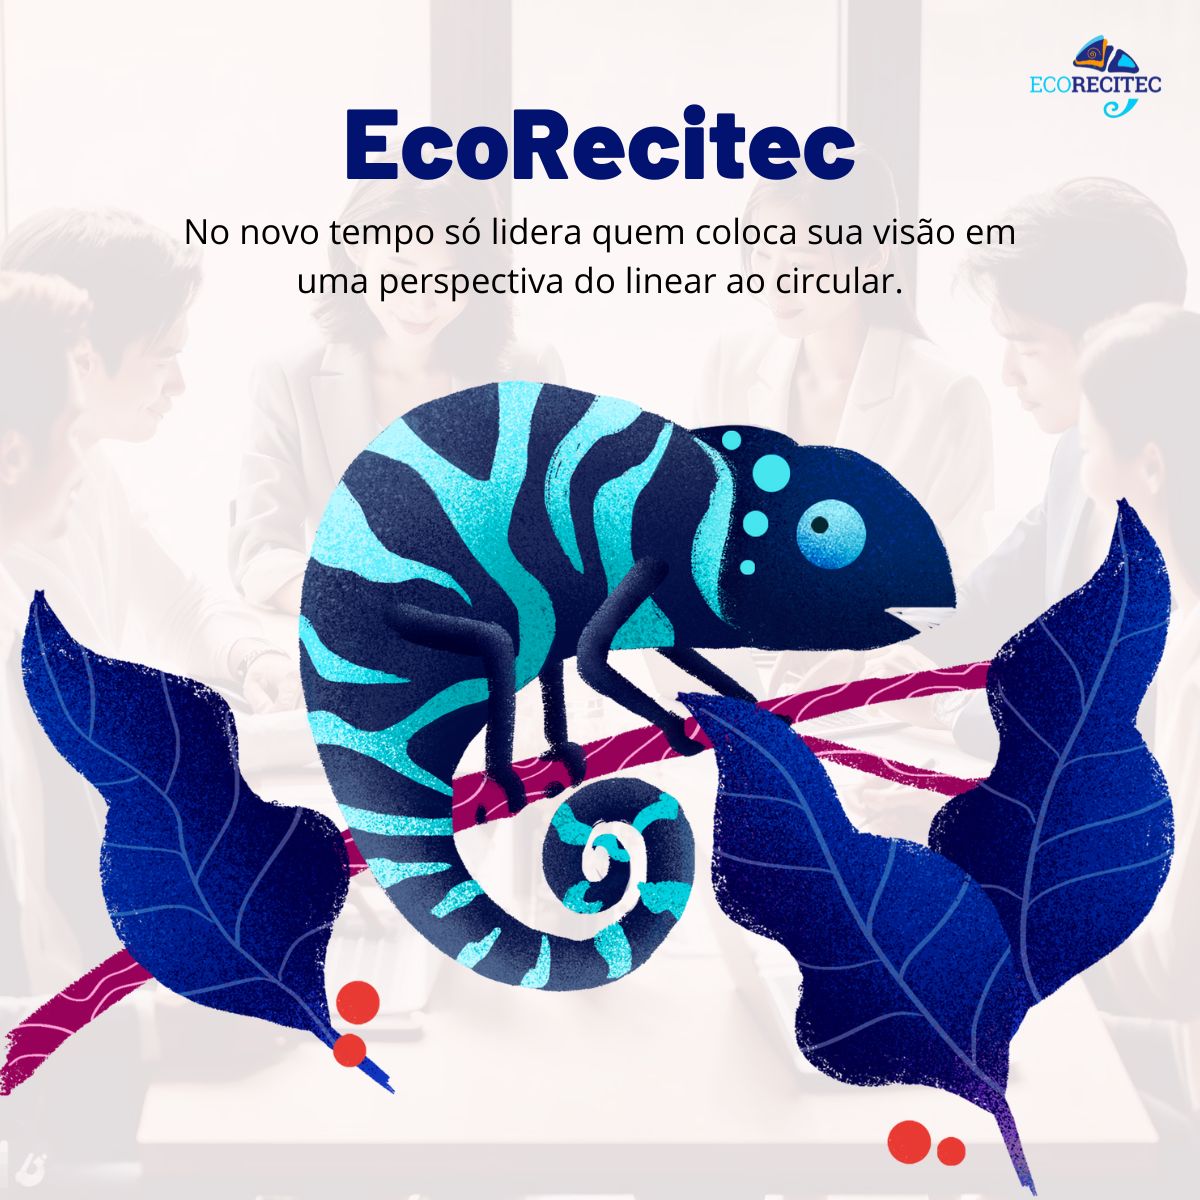 ECORECITEC
EcoRecitec
No novo tempo só lidera quem coloca sua visão em
uma perspectiva do linear ao circular.